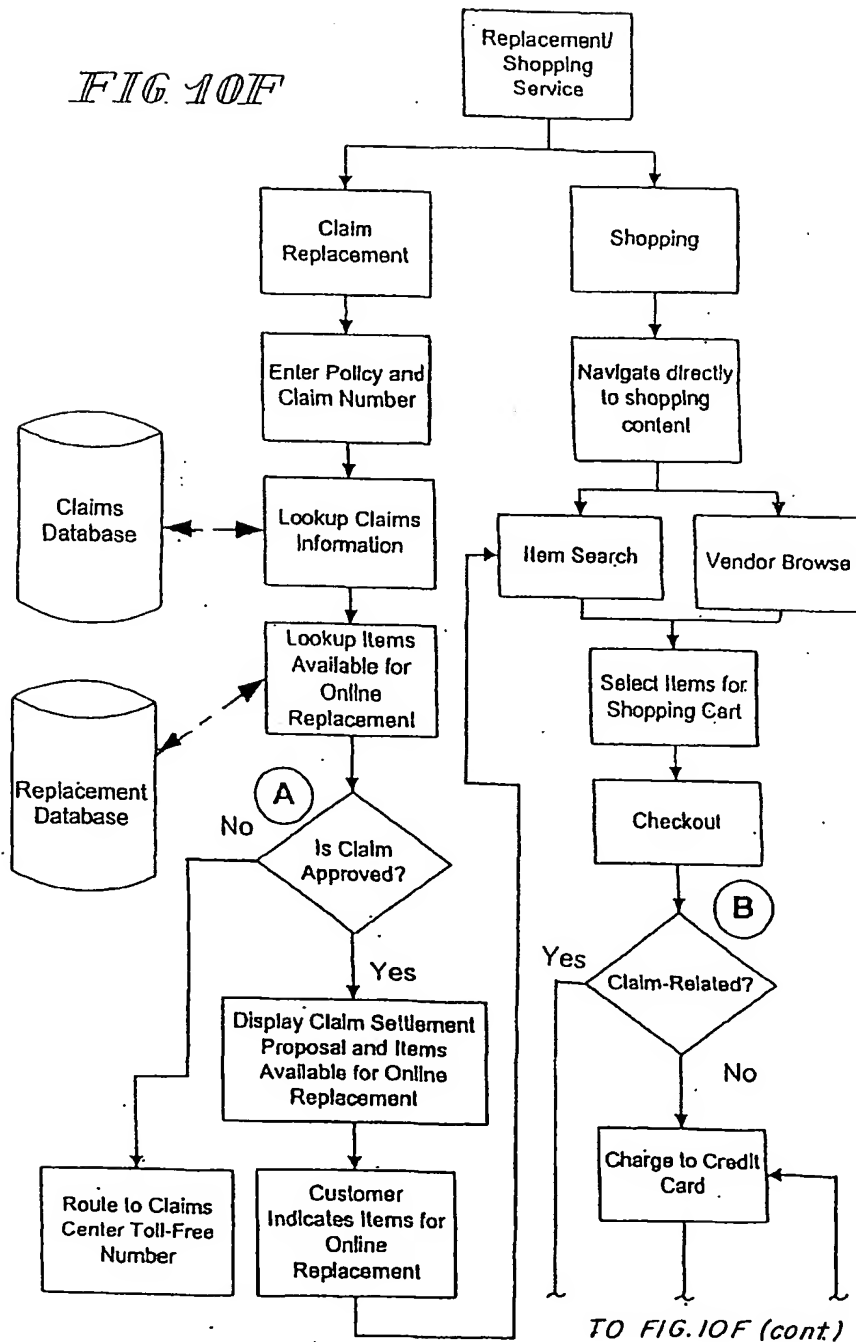 FIG. 10F
Replacement/
Shopping
Service
Claim
Replacement
Shopping
Enter Policy and
Claim Number
Navigate directly
to shopping
content
Claims
Database
Lookup Claims
Information
Item Search
Vendor Browse
Lookup Items
Available for
Online
Replacement
Select Items for
Shopping Cart
Replacement
Database
A
No
Is Claim
Approved?
Checkout
B
Yes
Yes
Claim-Related?
Display Claim Settlement
Proposal and Items
Available for Online
Replacement
No
Route to Claims
Center Toll-Free
Number
Customer
Indicates Items for
Online
Replacement
Charge to Credit
Card
TO FIG. 10F (cont.)